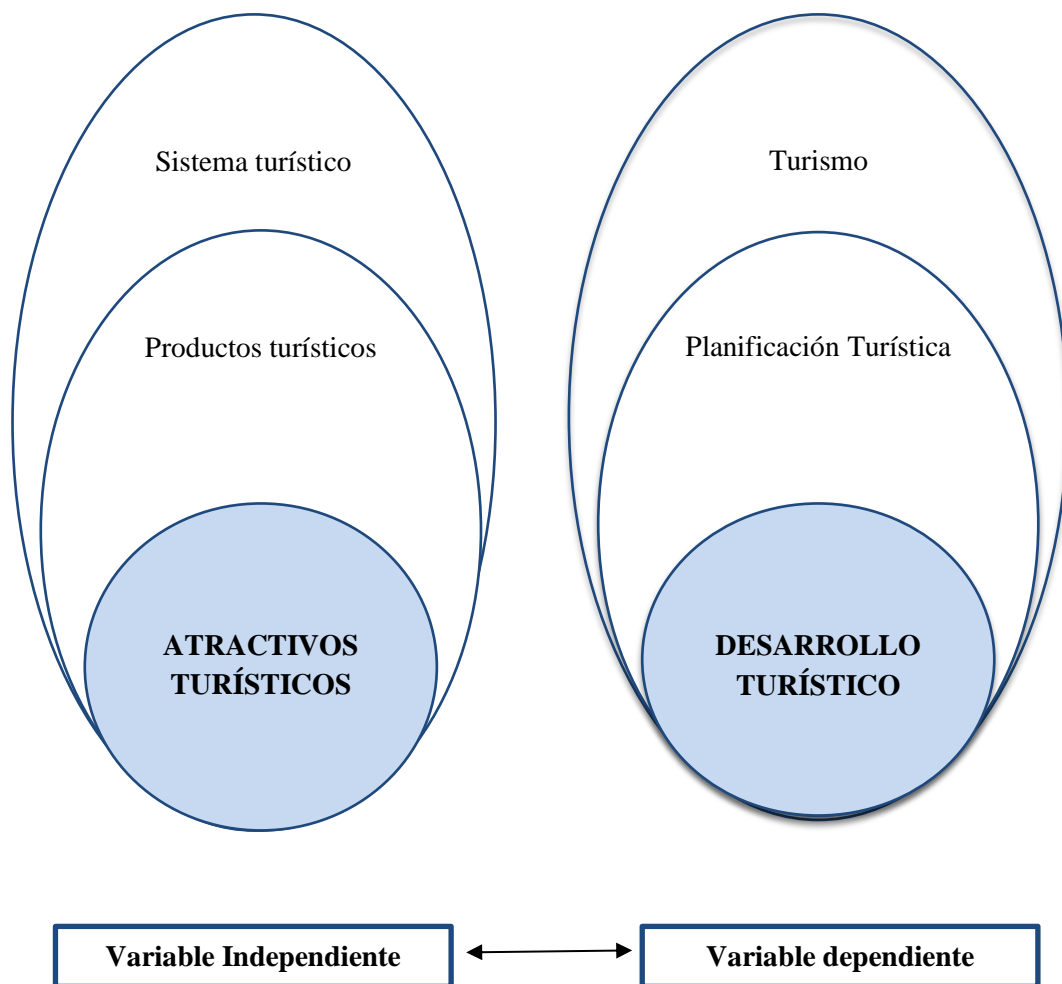 Sistema turístico
Productos turísticos
ATRACTIVOS
TURÍSTICOS
Turismo
Planificación Turística
DESARROLLO
TURÍSTICO
Variable Independiente
Variable dependiente